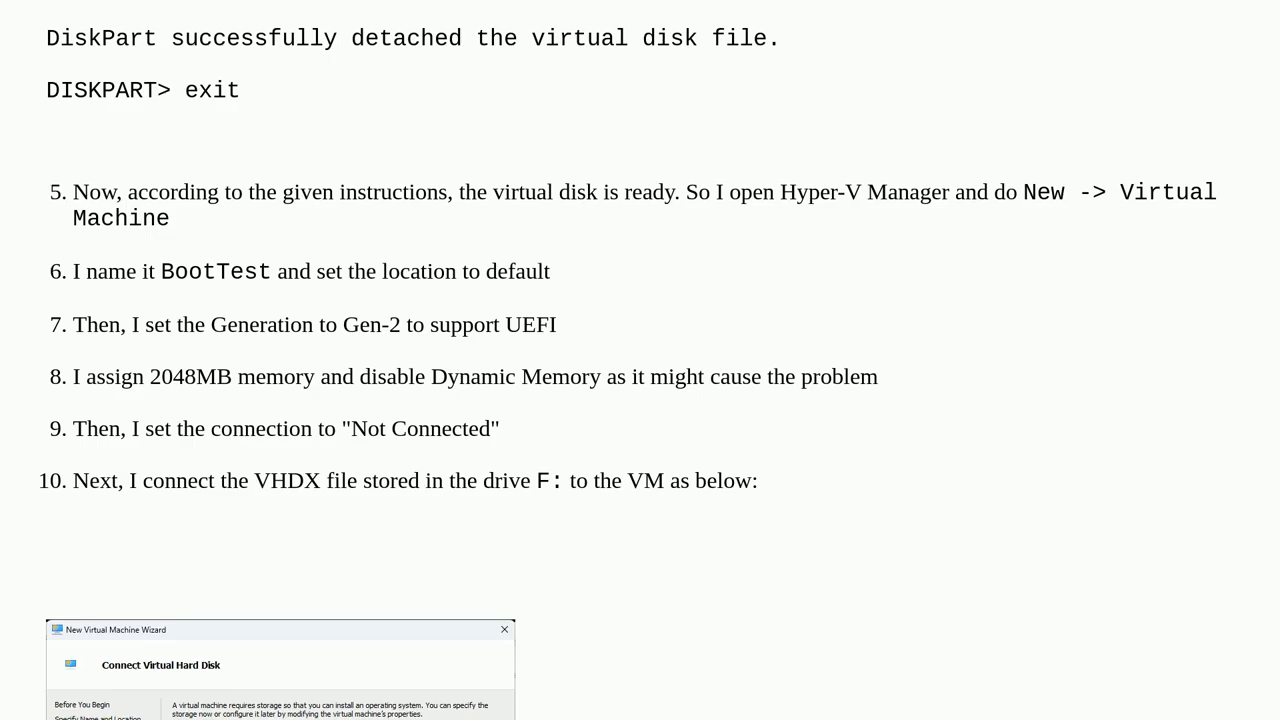 DiskPart successfully detached the virtual disk file.
DISKPART> exit
5. Now, according to the given instructions, the virtual disk is ready. So I open Hyper-V Manager and do New -> Virtual
Machine
6. I name it BootTest and set the location to default
7. Then, I set the Generation to Gen-2 to support UEFI
8. I assign 2048MB memory and disable Dynamic Memory as it might cause the problem
9. Then, I set the connection to "Not Connected"
10. Next, I connect the VHDX file stored in the drive F: to the VM as below:
New Virtual Machine Wizard
Connect Virtual Hard Disk
Before You Begin
Specify Name and Location
A virtual machine requires storage so that you can install an operating system. You can specify the
storage now or configure it later by modifying the virtual machine's properties.